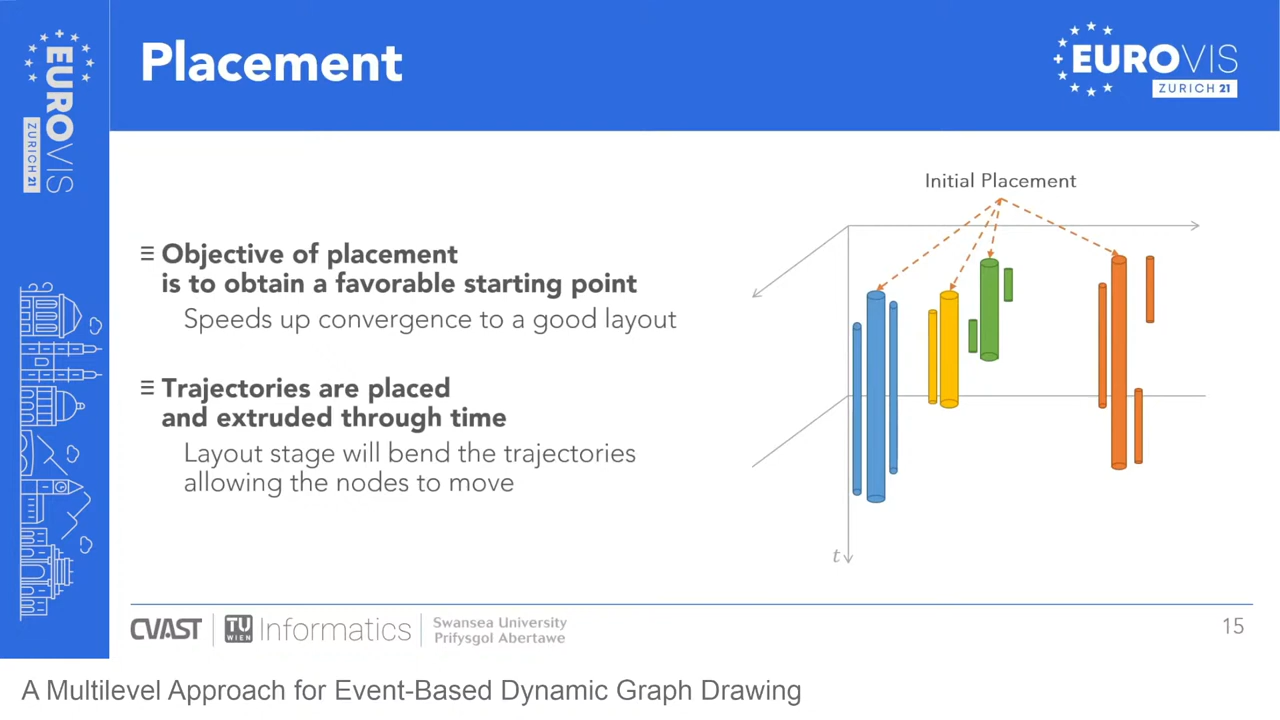 EUROVIS
ZURICH 21
Placement
EUROVIS
ZURICH 21
Initial Placement
Objective of placement
is to obtain a favorable starting point
Speeds up convergence to a good layout
Trajectories are placed
and extruded through time
Layout stage will bend the trajectories
allowing the nodes to move
t
CVAST
TU
WIEN
Informatics
Swansea University
Prifysgol Abertawe
15
A Multilevel Approach for Event-Based Dynamic Graph Drawing